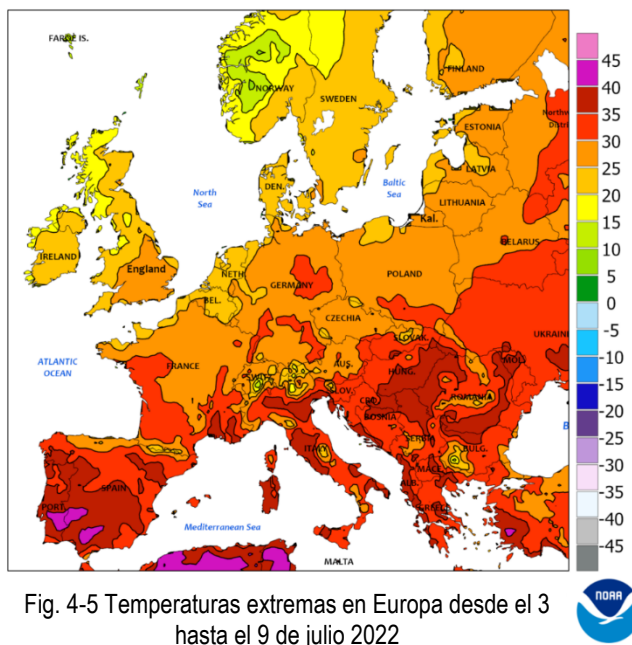 FAROE IS.
NORWAY
FINLAND
SWEDEN
ESTONIA
LATVIA
North
Sea
Baltic
Sea
DEN.
LITHUANIA
Kal.
IRELAND
England
NETH.
BELARUS
BEL.
GERMANY
POLAND
CZECHIA
SLOVAK.
ATLANTIC
OCEAN
FRANCE
AUS.
HUNG.
MOL.
SLOV.
CRO.
ROMANIA
BOSNIA
SERBIA
ITALY
BULG.
MACE.
ALB.
PORT.
SPAIN
GREECE
Mediterranean Sea
MALTA
45
40
35
30
25
20
15
10
5
0
-5
-10
-15
-20
-25
-30
-35
-40
-45
NOAA
Fig. 4-5 Temperaturas extremas en Europa desde el 3
hasta el 9 de julio 2022